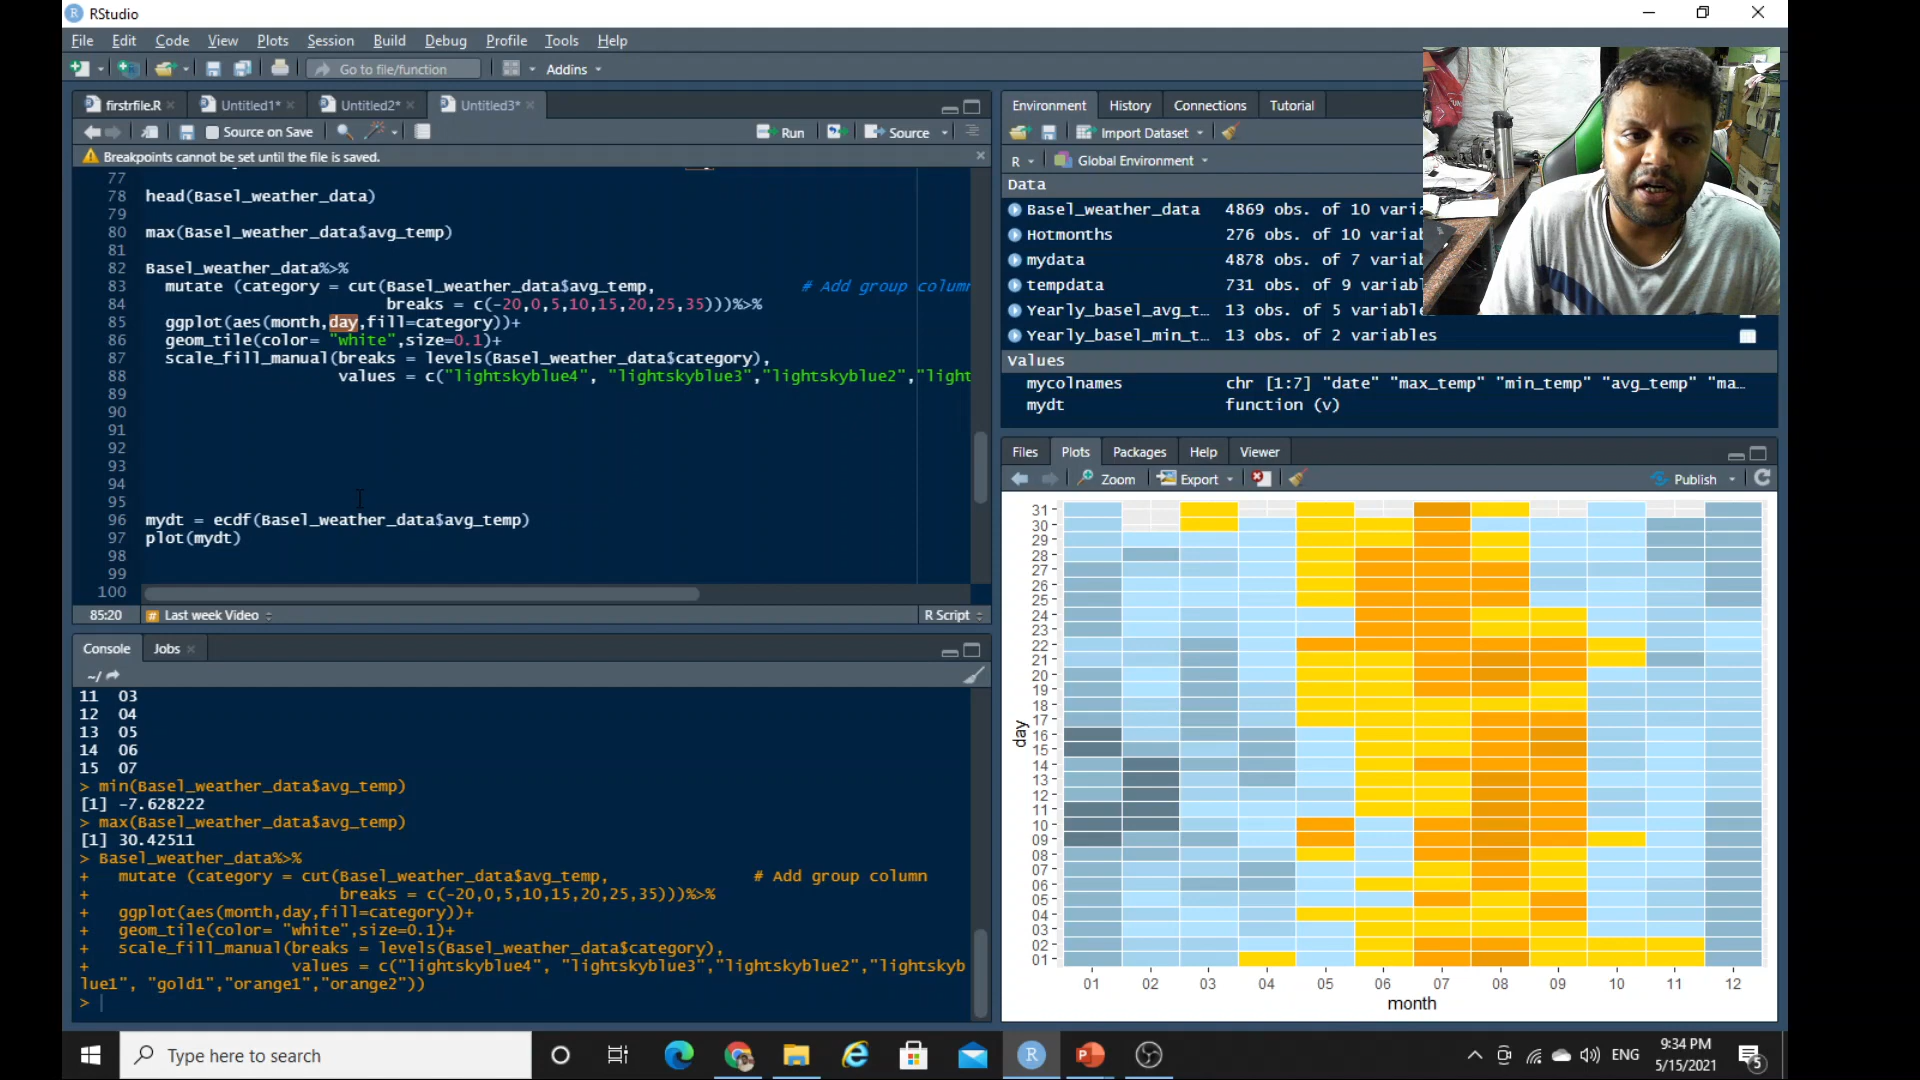 RStudio
File Edit Code View Plots Session Build Debug Profile Tools Help
Go to file/function Addins
firstrfile.R Untitled1* Untitled2* Untitled3*
Source on Save Run Source
Breakpoints cannot be set until the file is saved.
77
78 head(Basel_weather_data)
79
80 max(Basel_weather_data$avg_temp)
81
82 Basel_weather_data%>%
83 mutate (category = cut(Basel_weather_data$avg_temp, # Add group column
84 breaks = c(-20,0,5,10,15,20,25,35)))%>%
85 ggplot(aes(month,day,fill=category))+
86 geom_tile(color= "white",size=0.1)+
87 scale_fill_manual(breaks = levels(Basel_weather_data$category),
88 values = c("lightskyblue4", "lightskyblue3","lightskyblue2","light
89
90
91
92
93
94
95
96 mydt = ecdf(Basel_weather_data$avg_temp)
97 plot(mydt)
98
99
100
85:20 # Last week Video R Script
Console Jobs
~/
11 03
12 04
13 05
14 06
15 07
> min(Basel_weather_data$avg_temp)
[1] -7.628222
> max(Basel_weather_data$avg_temp)
[1] 30.42511
> Basel_weather_data%>%
+ mutate (category = cut(Basel_weather_data$avg_temp, # Add group column
+ breaks = c(-20,0,5,10,15,20,25,35)))%>%
+ ggplot(aes(month,day,fill=category))+
+ geom_tile(color= "white",size=0.1)+
+ scale_fill_manual(breaks = levels(Basel_weather_data$category),
+ values = c("lightskyblue4", "lightskyblue3","lightskyblue2","lightskyb
lue1", "gold1","orange1","orange2"))
>
Environment History Connections Tutorial
Import Dataset
R Global Environment
Data
Basel_weather_data 4869 obs. of 10 varia
Hotmonths 276 obs. of 10 variab
mydata 4878 obs. of 7 variab
tempdata 731 obs. of 9 variab
Yearly_basel_avg_t… 13 obs. of 5 variab
Yearly_basel_min_t… 13 obs. of 2 variables
Values
mycolnames chr [1:7] "date" "max_temp" "min_temp" "avg_temp" "ma…
mydt function (v)
Files Plots Packages Help Viewer
Zoom Export Publish
31
30
29
28
27
26
25
24
23
22
21
20
19
18
17
16
15
14
13
12
11
10
09
08
07
06
05
04
03
02
01
day
01 02 03 04 05 06 07 08 09 10 11 12
month
Type here to search
ENG
9:34 PM
5/15/2021
5